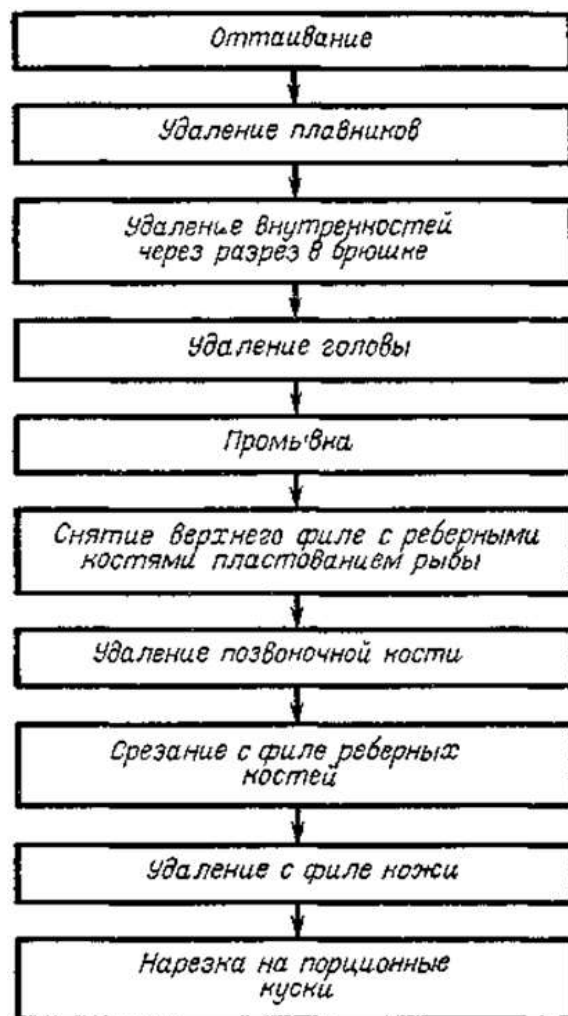 Оттаивание
Удаление плавников
Удаление внутренностей
через разрез в брюшке
Удаление головы
Промывка
Снятие верхнего филе с реберными
костями пластованием рыбы
Удаление позвоночной кости
Срезание с филе реберных
костей
Удаление с филе кожи
Нарезка на порционные
куски